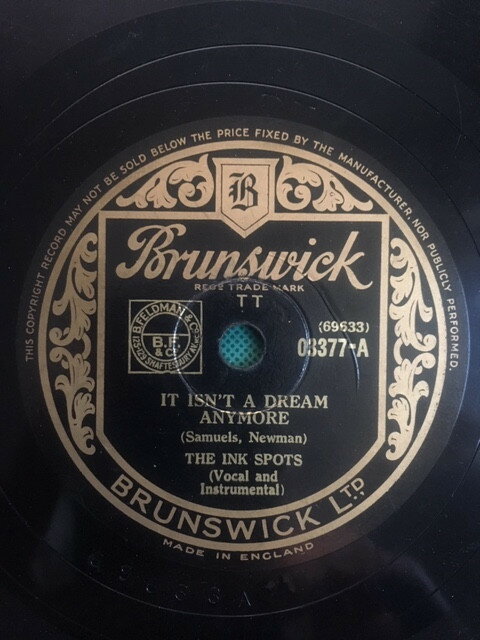 THIS COPYRIGHT RECORD MAY NOT BE SOLD BELOW THE PRICE FIXED BY THE MANUFACTURER NOR PUBLICLY PERFORMED.
B
Brunswick
REGD TRADE MARK
TT
B. FELDMAN & Co
B.F. & Co
125/7/9 SHAFTESBURY AV.
(69633)
03377-A
IT ISN'T A DREAM
ANYMORE
(Samuels, Newman)
THE INK SPOTS
(Vocal and
Instrumental)
BRUNSWICK LTD
MADE IN ENGLAND